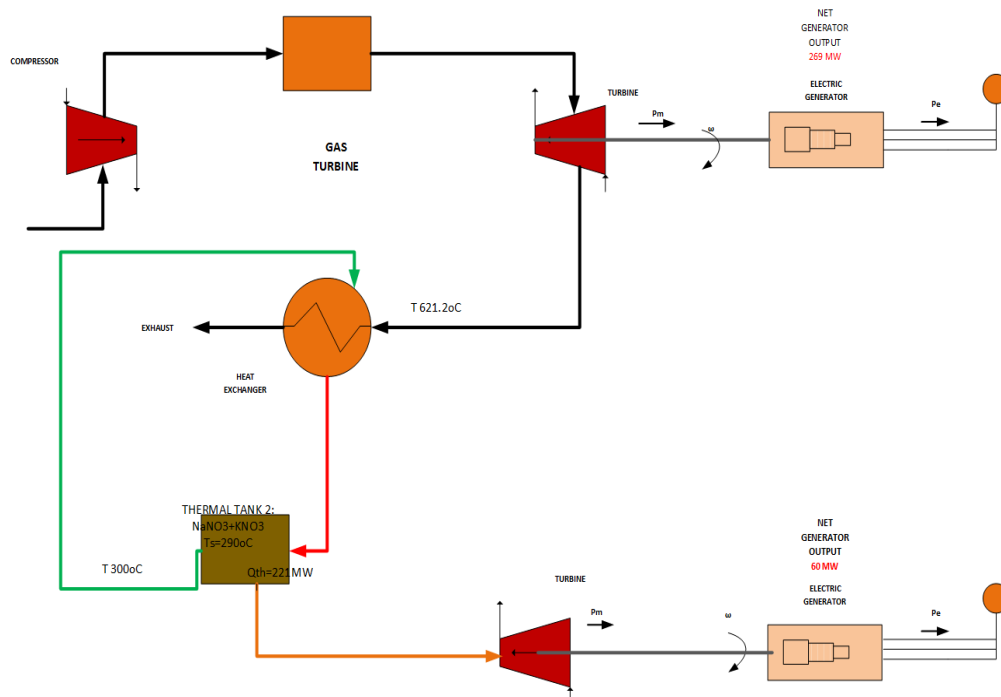 NET
GENERATOR
OUTPUT
269 MW
COMPRESSOR
ELECTRIC
GENERATOR
TURBINE
Pm
Pe
ω
GAS
TURBINE
T 621.2oC
EXHAUST
HEAT
EXCHANGER
THERMAL TANK 2:
NaNO3+KNO3
Ts=290oC
T 300oC
Qth=221MW
NET
GENERATOR
OUTPUT
60 MW
TURBINE
ELECTRIC
GENERATOR
Pm
ω
Pe